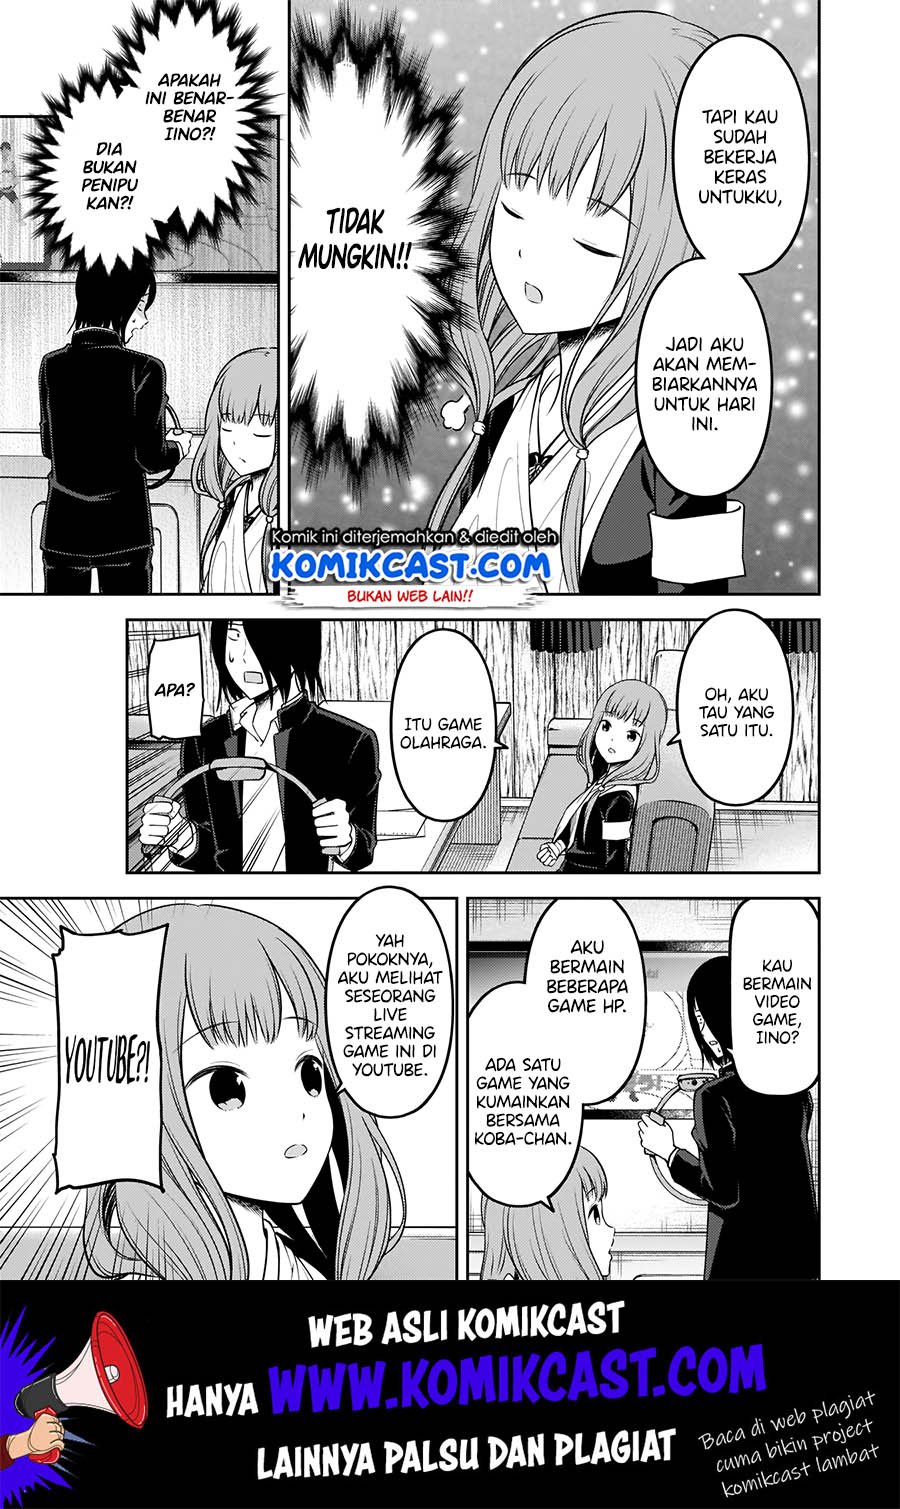 TAPI KAU
SUDAH
BEKERJA
KERAS
UNTUKKU,
JADI AKU
AKAN MEM-
BIARKANNYA
UNTUK HARI
INI.
TIDAK
MUNGKIN!!
APAKAH
INI BENAR-
BENAR
IINO?!
DIA
BUKAN
PENIPU
KAN?!
Komik ini diterjemahkan & diedit oleh
KOMIKCAST.COM
BUKAN WEB LAIN!!
OH, AKU
TAU YANG
SATU ITU.
ITU GAME
OLAHRAGA.
APA?
KAU
BERMAIN
VIDEO
GAME,
IINO?
AKU
BERMAIN
BEBERAPA
GAME HP.
ADA SATU
GAME YANG
KUMAINKAN
BERSAMA
KOBA-CHAN.
YAH
POKOKNYA,
AKU MELIHAT
SESEORANG
LIVE
STREAMING
GAME INI DI
YOUTUBE.
YOUTUBE?!
WEB ASLI KOMIKCAST
HANYA WWW.KOMIKCAST.COM
LAINNYA PALSU DAN PLAGIAT
Baca di web plagiat
cuma bikin project
komikcast lambat